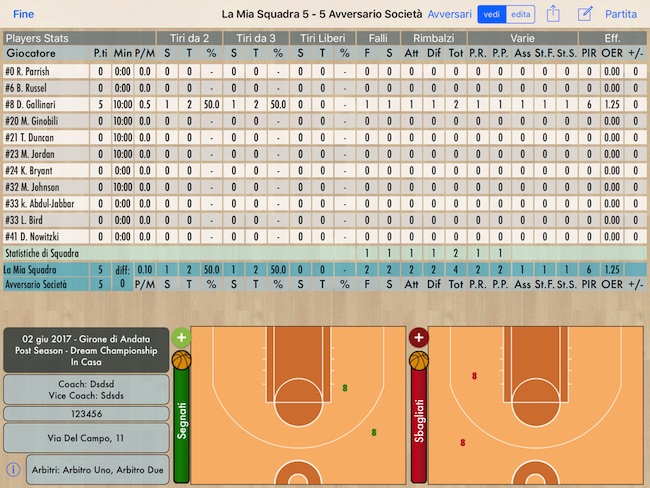 Fine La Mia Squadra 5 - 5 Avversario Società Avversari vedi edita Partita
Players Stats Tiri da 2 Tiri da 3 Tiri Liberi Falli Rimbalzi Varie Eff.
Giocatore P.ti Min P/M S T % S T % S T % F S Att Dif Tot P.R. P.P. Ass St.F. St.S. PIR OER +/-
#0 R. Parrish 0 0:00 0.0 0 0 - 0 0 - 0 0 - 0 0 0 0 0 0 0 0 0 0 0 0.00 0
#6 B. Russel 0 0:00 0.0 0 0 - 0 0 - 0 0 - 0 0 0 0 0 0 0 0 0 0 0 0.00 0
#8 D. Gallinari 5 10:00 0.5 1 2 50.0 1 2 50.0 0 0 - 1 1 1 1 2 1 1 1 1 1 6 1.25 0
#20 M. Ginobili 0 10:00 0.0 0 0 - 0 0 - 0 0 - 0 0 0 0 0 0 0 0 0 0 0 0.00 0
#21 T. Duncan 0 10:00 0.0 0 0 - 0 0 - 0 0 - 0 0 0 0 0 0 0 0 0 0 0 0.00 0
#23 M. Jordan 0 10:00 0.0 0 0 - 0 0 - 0 0 - 0 0 0 0 0 0 0 0 0 0 0 0.00 0
#24 K. Bryant 0 0:00 0.0 0 0 - 0 0 - 0 0 - 0 0 0 0 0 0 0 0 0 0 0 0.00 0
#32 M. Johnson 0 10:00 0.0 0 0 - 0 0 - 0 0 - 0 0 0 0 0 0 0 0 0 0 0 0.00 0
#33 k. Abdul-Jabbar 0 0:00 0.0 0 0 - 0 0 - 0 0 - 0 0 0 0 0 0 0 0 0 0 0 0.00 0
#33 L. Bird 0 0:00 0.0 0 0 - 0 0 - 0 0 - 0 0 0 0 0 0 0 0 0 0 0 0.00 0
#41 D. Nowitzki 0 0:00 0.0 0 0 - 0 0 - 0 0 - 0 0 0 0 0 0 0 0 0 0 0 0.00 0
Statistiche di Squadra 1 1 1 1 2 1 1
La Mia Squadra 5 diff: 0.10 1 2 50.0 1 2 50.0 0 0 - 2 2 2 2 4 2 2 1 1 1 6 1.25
Avversario Società 5 0 P/M S T % S T % S T % F S Att Dif Tot P.R. P.P. Ass St.F. St.S. PIR OER +/-
02 giu 2017 - Girone di Andata
Post Season - Dream Championship
In Casa
Coach: Dsdsd
Vice Coach: Sdsds
123456
Via Del Campo, 11
i Arbitri: Arbitro Uno, Arbitro Due
+
Segnati
8
8
+
Sbagliati
8
8